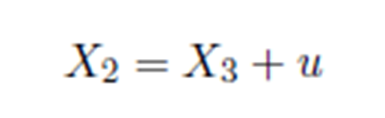 X₂ = X₃ + u